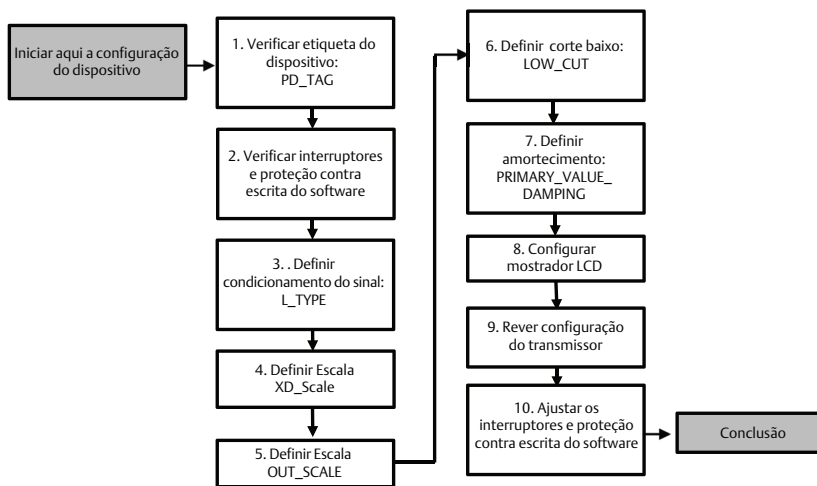 Iniciar aqui a configuração
do dispositivo
1. Verificar etiqueta do
dispositivo:
PD_TAG
2. Verificar interruptores
e proteção contra
escrita do software
3. . Definir
condicionamento do sinal:
L_TYPE
4. Definir Escala
XD_Scale
5. Definir Escala
OUT_SCALE
6. Definir corte baixo:
LOW_CUT
7. Definir
amortecimento:
PRIMARY_VALUE_
DAMPING
8. Configurar
mostrador LCD
9. Rever configuração
do transmissor
10. Ajustar os
interruptores e proteção
contra escrita do software
Conclusão